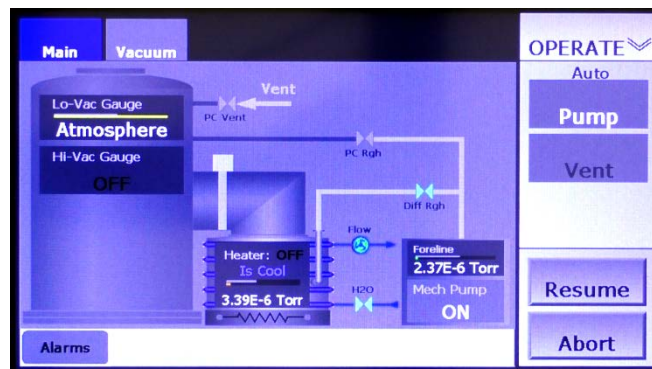 Main
Vacuum
OPERATE
Auto
Pump
Vent
Resume
Abort
Vent
PC Vent
Lo-Vac Gauge
Atmosphere
Hi-Vac Gauge
OFF
PC Rgh
Diff Rgh
Flow
Heater: OFF
Is Cool
3.39E-6 Torr
H2O
Foreline
2.37E-6 Torr
Mech Pump
ON
Alarms